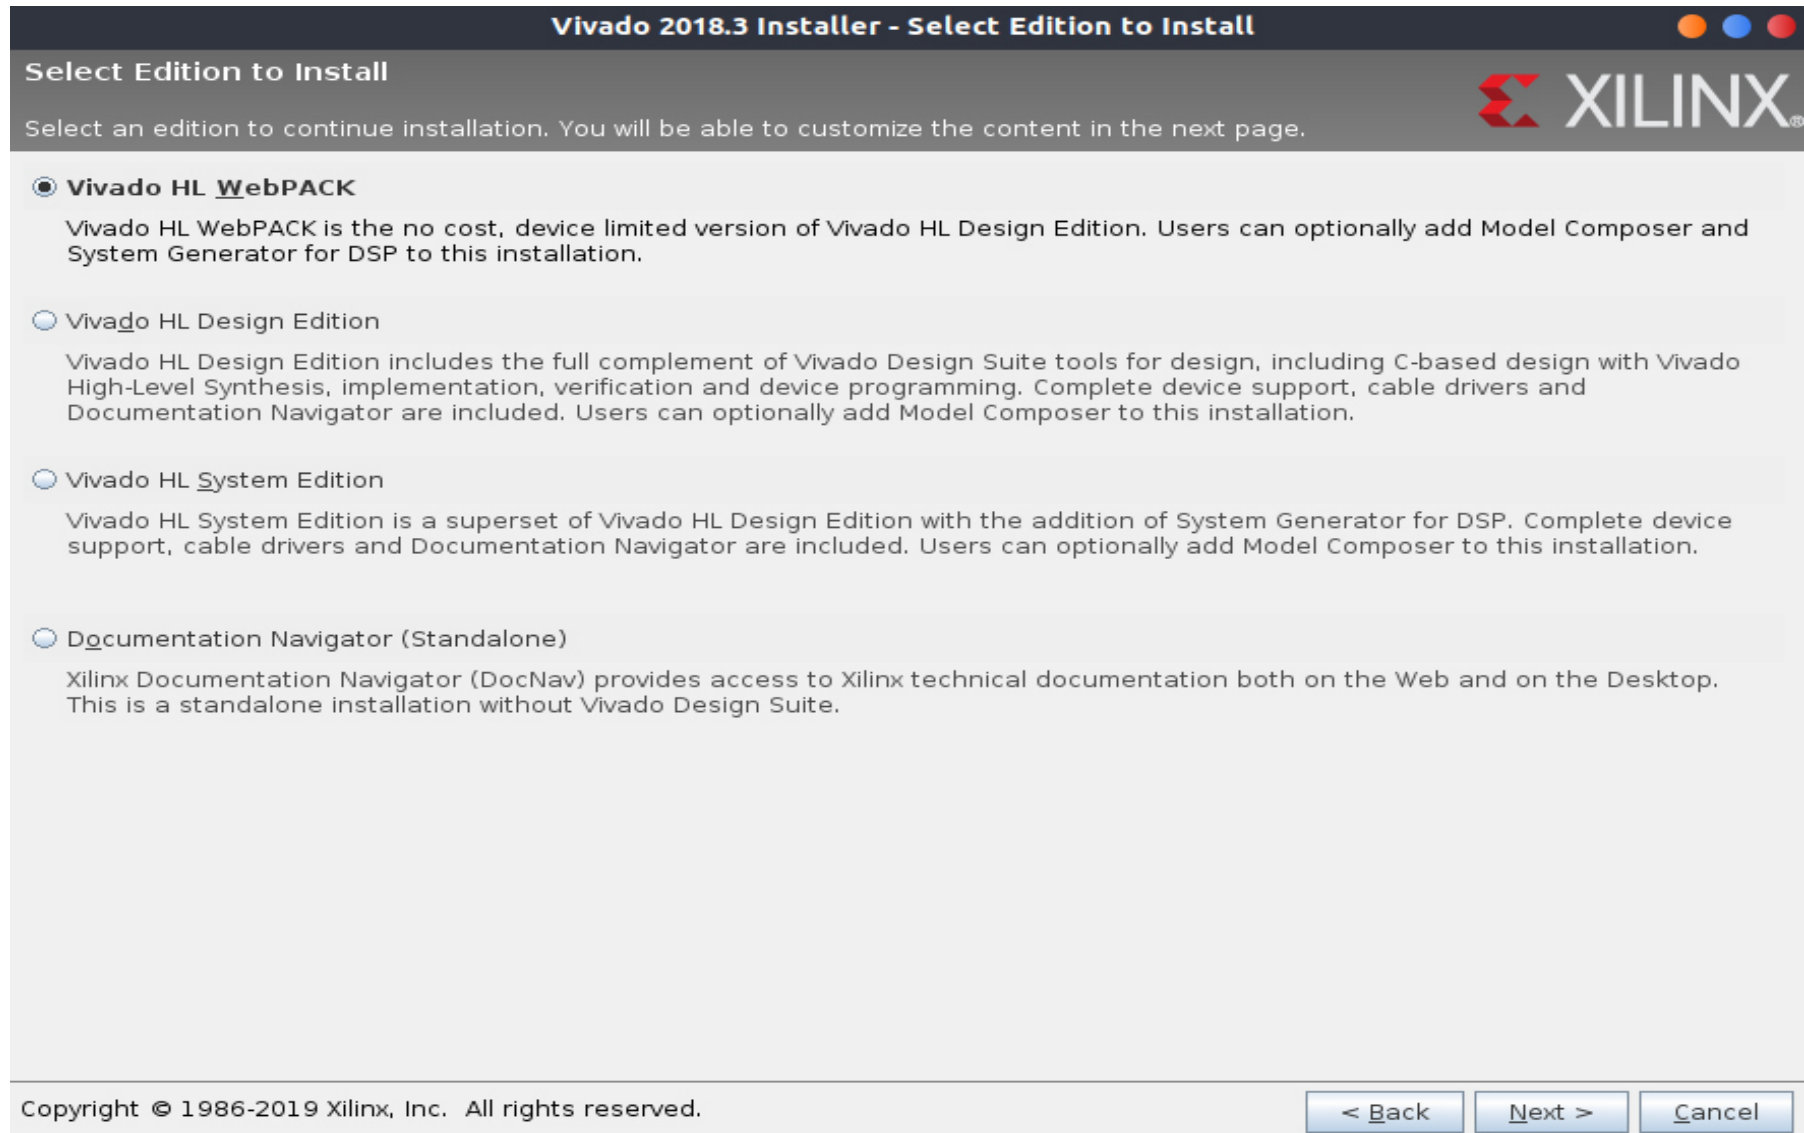 Vivado 2018.3 Installer - Select Edition to Install
Select Edition to Install
XILINX®
Select an edition to continue installation. You will be able to customize the content in the next page.
Vivado HL WebPACK
Vivado HL WebPACK is the no cost, device limited version of Vivado HL Design Edition. Users can optionally add Model Composer and
System Generator for DSP to this installation.
Vivado HL Design Edition
Vivado HL Design Edition includes the full complement of Vivado Design Suite tools for design, including C-based design with Vivado
High-Level Synthesis, implementation, verification and device programming. Complete device support, cable drivers and
Documentation Navigator are included. Users can optionally add Model Composer to this installation.
Vivado HL System Edition
Vivado HL System Edition is a superset of Vivado HL Design Edition with the addition of System Generator for DSP. Complete device
support, cable drivers and Documentation Navigator are included. Users can optionally add Model Composer to this installation.
Documentation Navigator (Standalone)
Xilinx Documentation Navigator (DocNav) provides access to Xilinx technical documentation both on the Web and on the Desktop.
This is a standalone installation without Vivado Design Suite.
Copyright © 1986-2019 Xilinx, Inc. All rights reserved.
< Back Next > Cancel